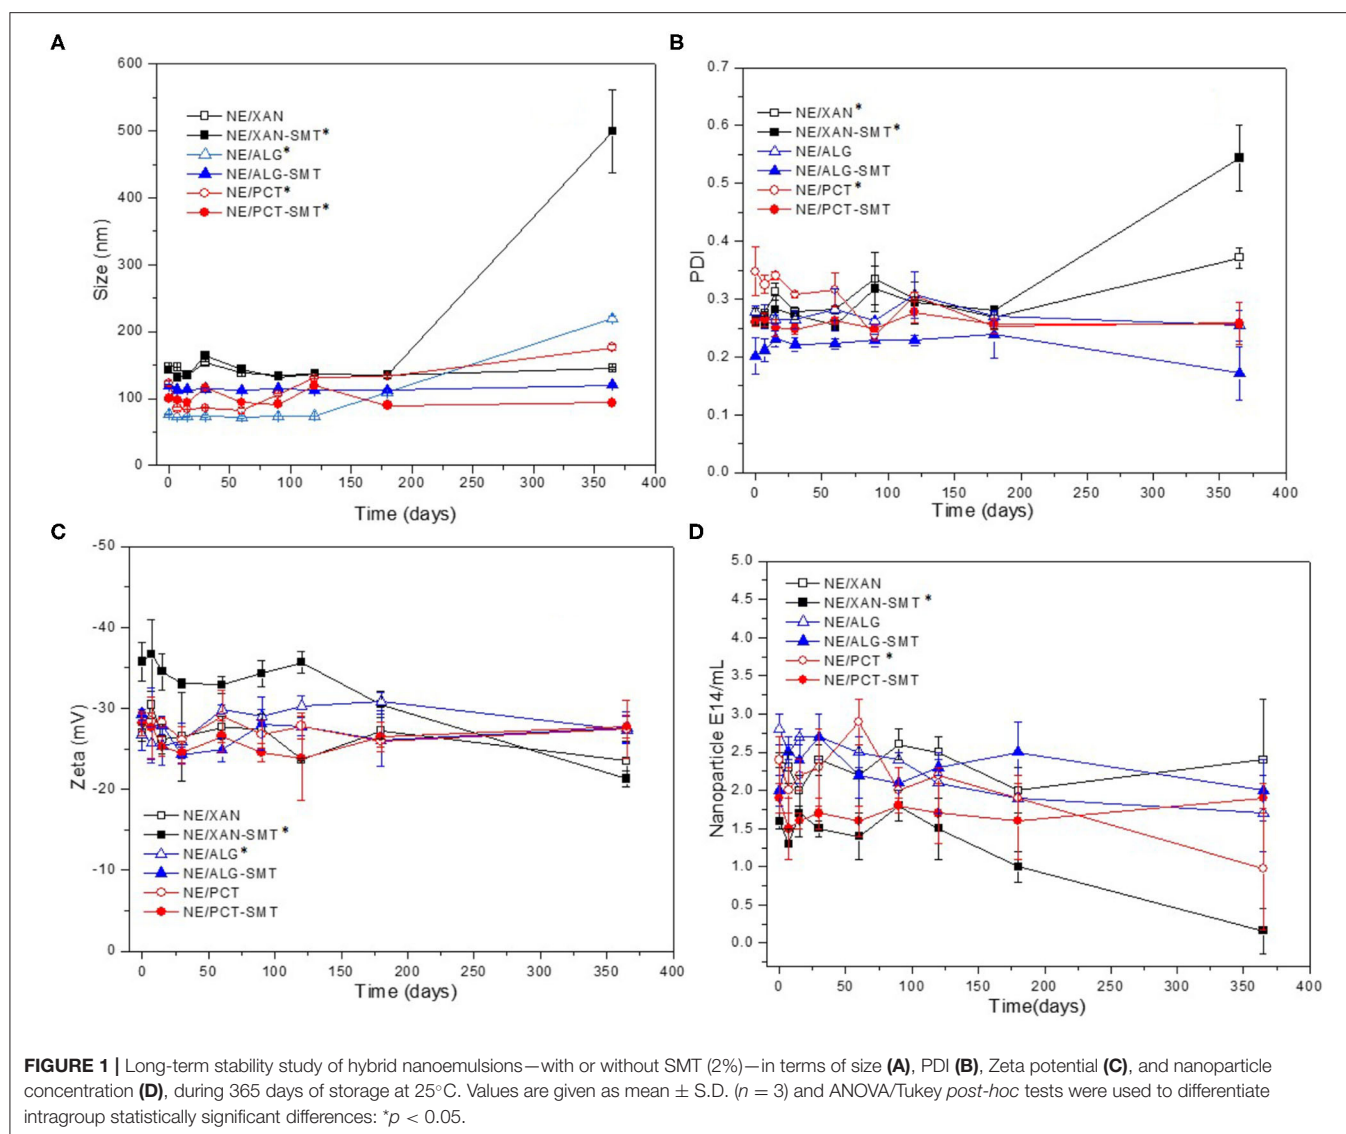 A
600
500
400
300
200
100
0
Size (nm)
NE/XAN
NE/XAN-SMT*
NE/ALG*
NE/ALG-SMT
NE/PCT*
NE/PCT-SMT*
0 50 100 150 200 250 300 350 400
Time (days)
B
0.7
0.6
0.5
0.4
0.3
0.2
0.1
0.0
PDI
NE/XAN*
NE/XAN-SMT*
NE/ALG
NE/ALG-SMT
NE/PCT*
NE/PCT-SMT
0 50 100 150 200 250 300 350 400
Time (days)
C
-50
-40
-30
-20
-10
0
Zeta (mV)
NE/XAN
NE/XAN-SMT*
NE/ALG*
NE/ALG-SMT
NE/PCT
NE/PCT-SMT
0 50 100 150 200 250 300 350 400
Time (days)
D
5.0
4.5
4.0
3.5
3.0
2.5
2.0
1.5
1.0
0.5
0.0
Nanoparticle E14/mL
NE/XAN
NE/XAN-SMT*
NE/ALG
NE/ALG-SMT
NE/PCT*
NE/PCT-SMT
0 50 100 150 200 250 300 350 400
Time(days)
FIGURE 1 | Long-term stability study of hybrid nanoemulsions—with or without SMT (2%)—in terms of size (A), PDI (B), Zeta potential (C), and nanoparticle
concentration (D), during 365 days of storage at 25°C. Values are given as mean ± S.D. (n = 3) and ANOVA/Tukey post-hoc tests were used to differentiate
intragroup statistically significant differences: *p < 0.05.